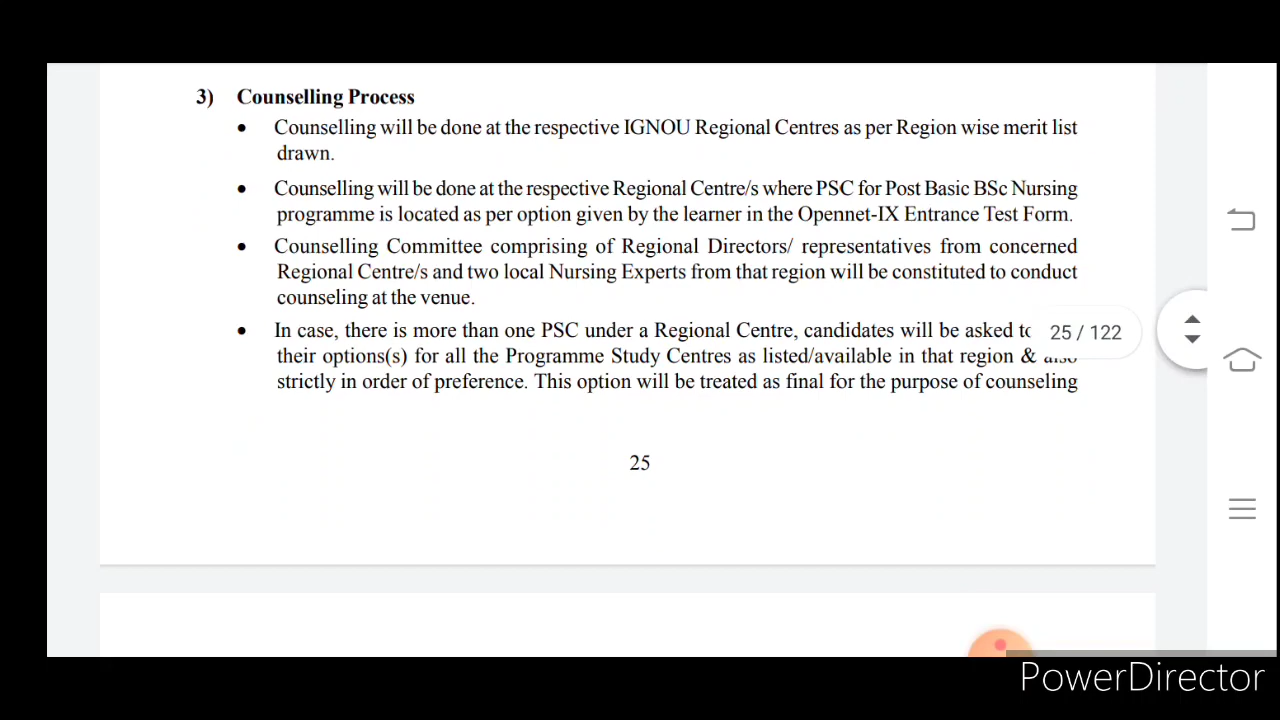 3) Counselling Process
• Counselling will be done at the respective IGNOU Regional Centres as per Region wise merit list
drawn.
• Counselling will be done at the respective Regional Centre/s where PSC for Post Basic BSc Nursing
programme is located as per option given by the learner in the Opennet-IX Entrance Test Form.
• Counselling Committee comprising of Regional Directors/ representatives from concerned
Regional Centre/s and two local Nursing Experts from that region will be constituted to conduct
counseling at the venue.
• In case, there is more than one PSC under a Regional Centre, candidates will be asked to
25 / 122
their options(s) for all the Programme Study Centres as listed/available in that region & also
strictly in order of preference. This option will be treated as final for the purpose of counseling
25
PowerDirector